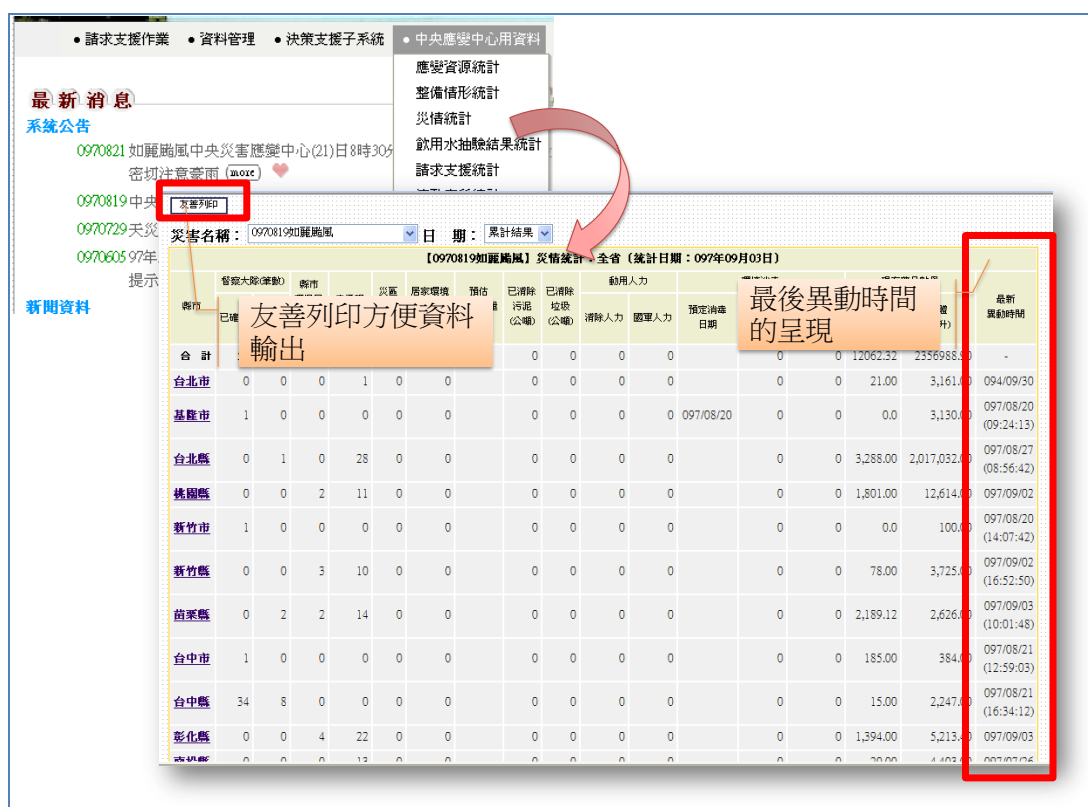 ● 請求支援作業 ● 資料管理 ● 決策支援子系統 ● 中央應變中心用資料
應變資源統計
整備情形統計
災情統計
飲用水抽驗結果統計
請求支援統計
最新消息
系統公告
0970821 如麗颱風中央災害應變中心(21)日8時30分
密切注意豪雨 (more)
0970819 中央
0970729 天災
0970605 97年
提示
新聞資料
友善列印
災害名稱： 0970819如麗颱風 日 期： 累計結果
【0970819如麗颱風】災情統計：全省（統計日期：097年09月03日）
縣市 督察大隊(筆數) 縣市 災區 居家環境 預估 已清除污泥(公噸) 已清除垃圾(公噸) 動用人力 清除人力 國軍人力 預定消毒日期 最新異動時間
友善列印方便資料
輸出
最後異動時間
的呈現
合 計 0 0 0 0 0 0 12062.32 2356988. -
台北市 0 0 0 1 0 0 0 0 0 0 0 0 21.00 3,161. 094/09/30
基隆市 1 0 0 0 0 0 0 0 0 0 097/08/20 0 0 0.0 3,130. 097/08/20
(09:24:13)
台北縣 0 1 0 28 0 0 0 0 0 0 0 0 3,288.00 2,017,032. 097/08/27
(08:56:42)
桃園縣 0 0 2 11 0 0 0 0 0 0 0 0 1,801.00 12,614. 097/09/02
新竹市 1 0 0 0 0 0 0 0 0 0 0 0 0.0 100. 097/08/20
(14:07:42)
新竹縣 0 0 3 10 0 0 0 0 0 0 0 0 78.00 3,725. 097/09/02
(16:52:50)
苗栗縣 0 2 2 14 0 0 0 0 0 0 0 0 2,189.12 2,626. 097/09/03
(10:01:48)
台中市 1 0 0 0 0 0 0 0 0 0 0 0 185.00 384. 097/08/21
(12:59:03)
台中縣 34 8 0 0 0 0 0 0 0 0 0 0 15.00 2,247. 097/08/21
(16:34:12)
彰化縣 0 0 4 22 0 0 0 0 0 0 0 0 1,394.00 5,213. 097/09/03